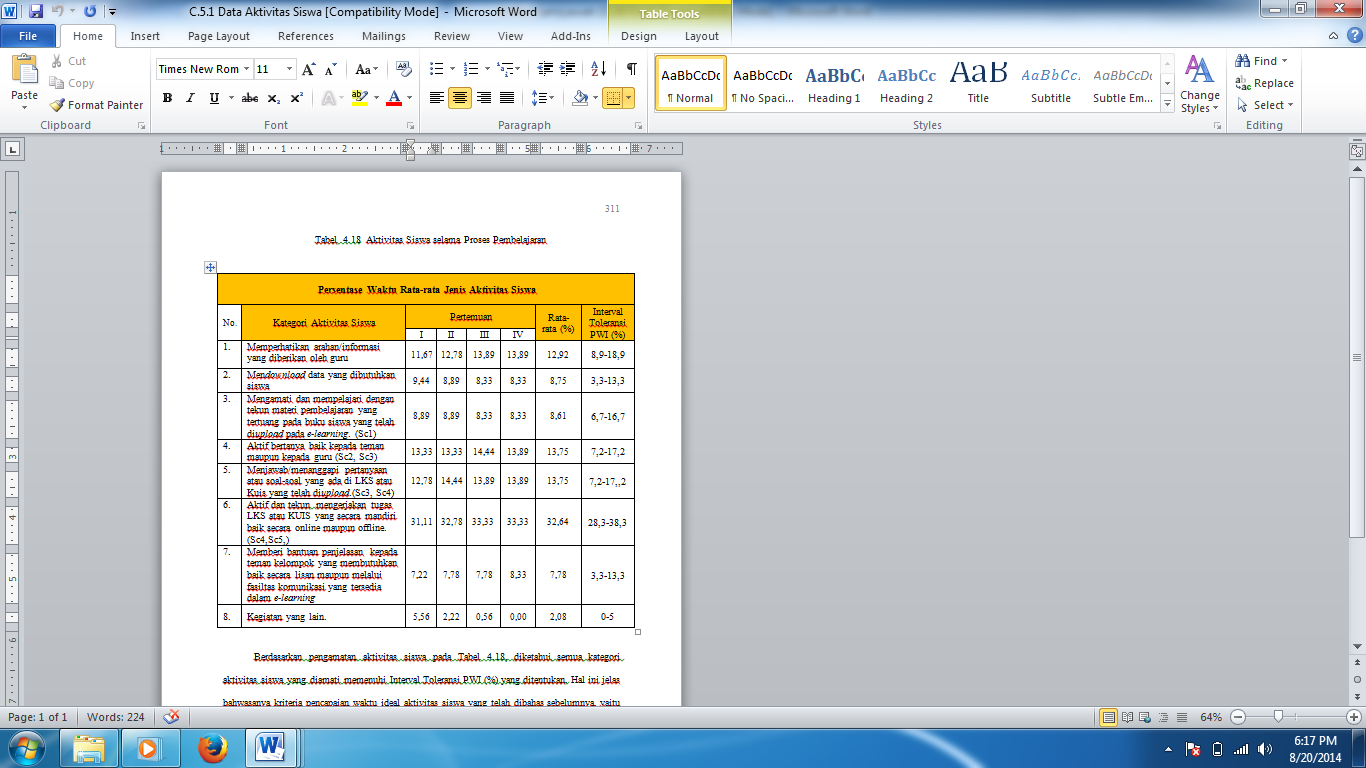 C.5.1 Data Aktivitas Siswa [Compatibility Mode] - Microsoft Word
Table Tools
File Home Insert Page Layout References Mailings Review View Add-Ins Design Layout
Paste
Cut
Copy
Format Painter
Clipboard
Times New Rom 11
Font
Paragraph
AaBbCcDc AaBbCcDc AaBbCc AaBbCc AaB AaBbCc. AaBbCcDc
¶ Normal ¶ No Spaci... Heading 1 Heading 2 Title Subtitle Subtle Em...
Styles
Change Styles
Find
Replace
Select
Editing
311
Tabel 4.18 Aktivitas Siswa selama Proses Pembelajaran
Persentase Waktu Rata-rata Jenis Aktivitas Siswa
No. Kategori Aktivitas Siswa Pertemuan Rata-rata (%) Interval Toleransi PWI (%)
I II III IV
1. Memperhatikan arahan/informasi
yang diberikan oleh guru 11,67 12,78 13,89 13,89 12,92 8,9-18,9
2. Mendownload data yang dibutuhkan
siswa 9,44 8,89 8,33 8,33 8,75 3,3-13,3
3. Mengamati dan mempelajari dengan
tekun materi pembelajaran yang
tertuang pada buku siswa yang telah
diupload pada e-learning. (Sc1) 8,89 8,89 8,33 8,33 8,61 6,7-16,7
4. Aktif bertanya baik kepada teman
maupun kepada guru (Sc2, Sc3) 13,33 13,33 14,44 13,89 13,75 7,2-17,2
5. Menjawab/menanggapi pertanyaan
atau soal-soal yang ada di LKS atau
Kuis yang telah diupload.(Sc3, Sc4) 12,78 14,44 13,89 13,89 13,75 7,2-17,,2
6. Aktif dan tekun mengerjakan tugas
LKS atau KUIS yang secara mandiri
baik secara online maupun offline.
(Sc4,Sc5,) 31,11 32,78 33,33 33,33 32,64 28,3-38,3
7. Memberi bantuan penjelasan kepada
teman kelompok yang membutuhkan
baik secara lisan maupun melalui
fasiltas komunikasi yang tersedia
dalam e-learning 7,22 7,78 7,78 8,33 7,78 3,3-13,3
8. Kegiatan yang lain. 5,56 2,22 0,56 0,00 2,08 0-5
Berdasarkan pengamatan aktivitas siswa pada Tabel 4.18, diketahui semua kategori
aktivitas siswa yang diamati memenuhi Interval Toleransi PWI (%) yang ditentukan. Hal ini jelas
bahwasanya kriteria pencapaian waktu ideal aktivitas siswa yang telah dibahas sebelumnya, yaitu
Page: 1 of 1 Words: 224 64%
6:17 PM
8/20/2014